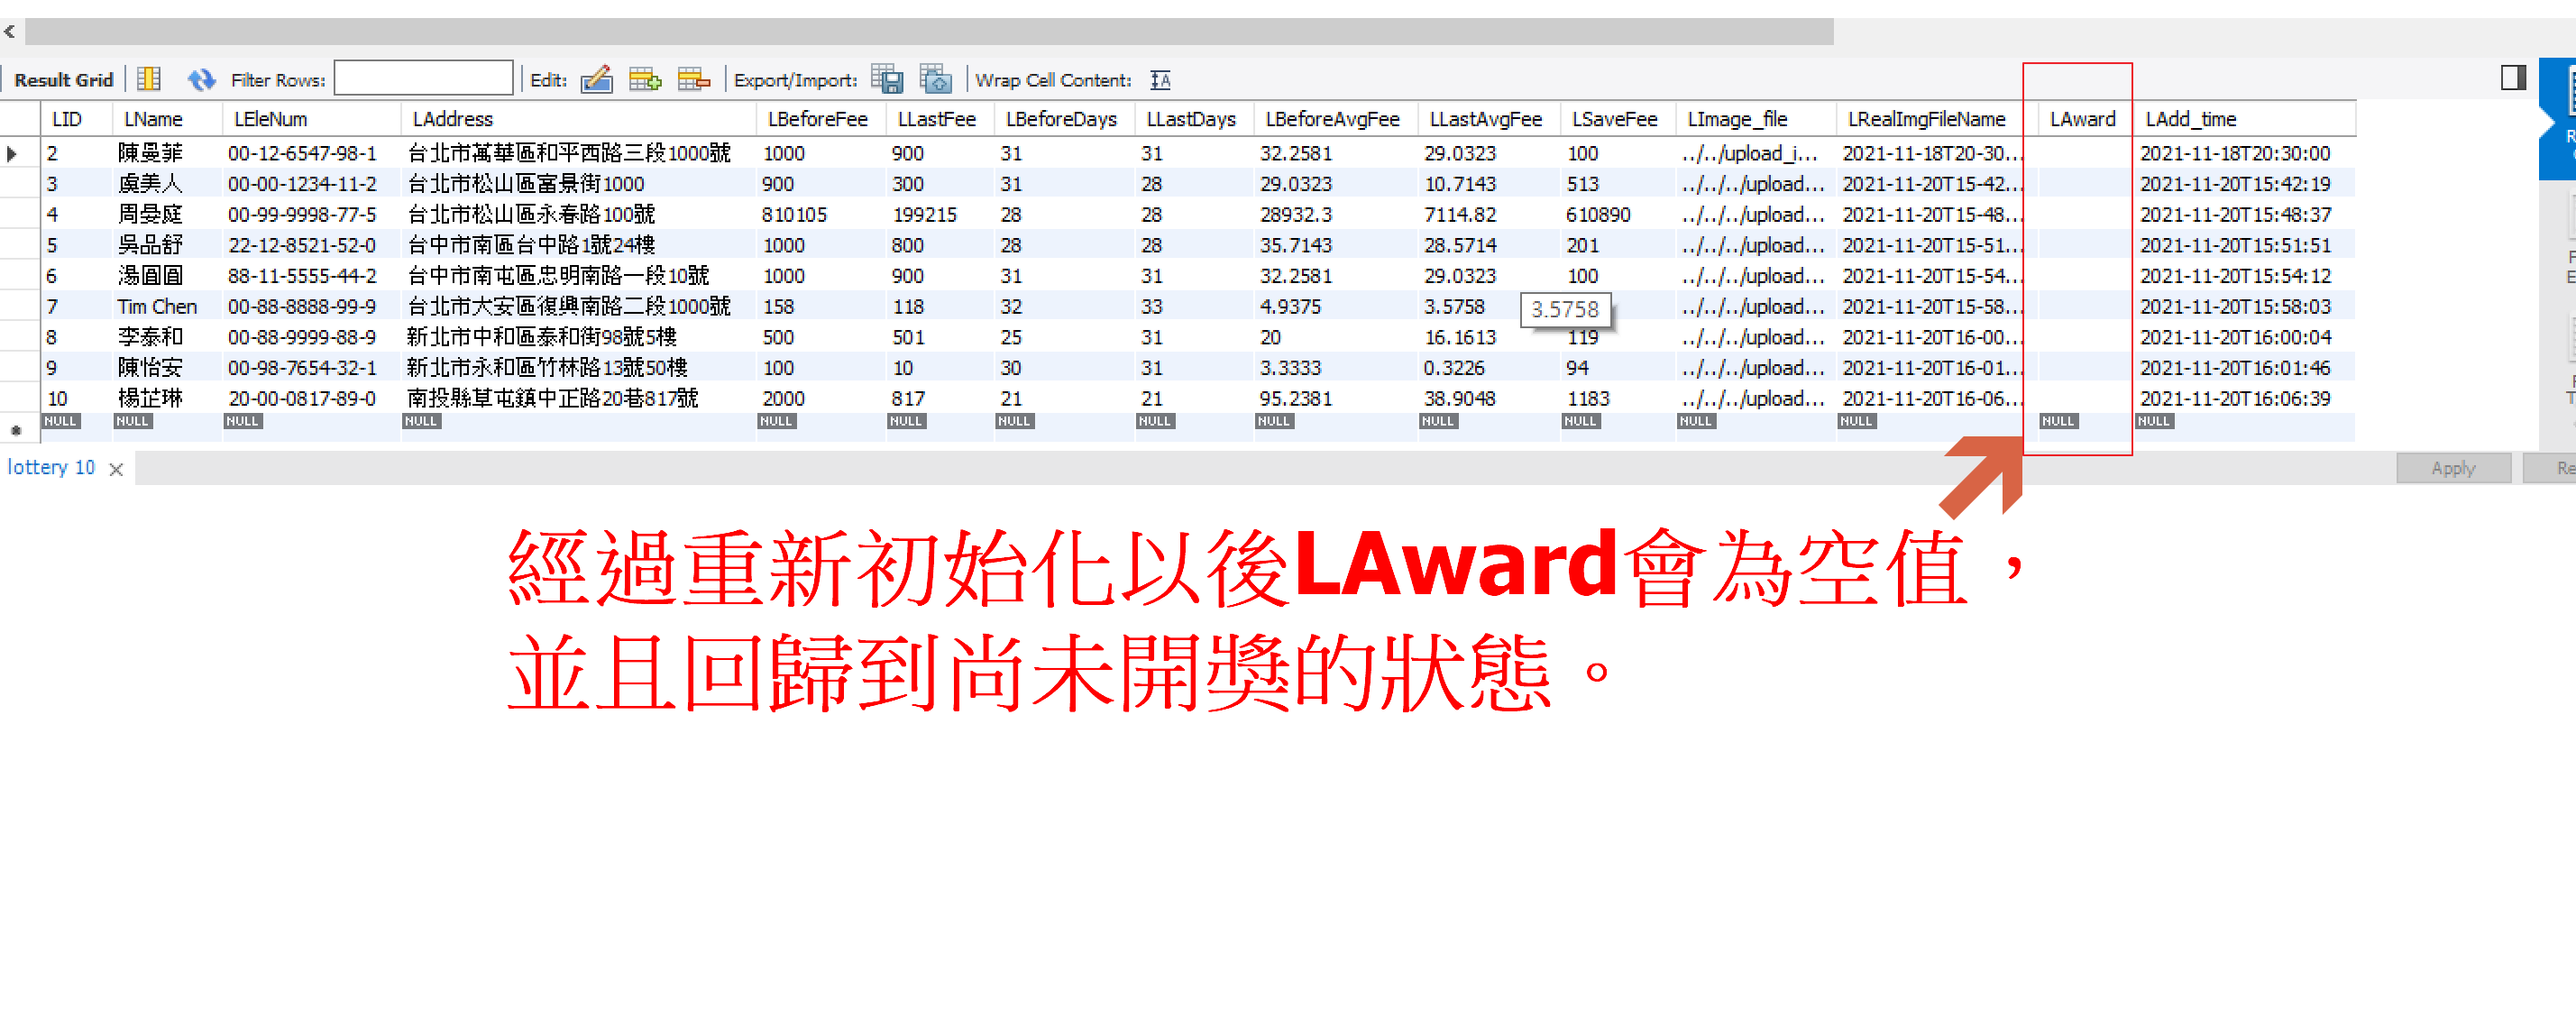 Result Grid Filter Rows: Edit: Export/Import: Wrap Cell Content:
LID LName LEleNum LAddress LBeforeFee LLastFee LBeforeDays LLastDays LBeforeAvgFee LLastAvgFee LSaveFee LImage_file LRealImgFileName LAward LAdd_time
2 陳曼菲 00-12-6547-98-1 台北市萬華區和平西路三段1000號 1000 900 31 31 32.2581 29.0323 100 ../../upload_i... 2021-11-18T20-30... 2021-11-18T20:30:00
3 虞美人 00-00-1234-11-2 台北市松山區富景街1000 900 300 31 28 29.0323 10.7143 513 ../../../upload... 2021-11-20T15-42... 2021-11-20T15:42:19
4 周旻庭 00-99-9998-77-5 台北市松山區永春路100號 810105 199215 28 28 28932.3 7114.82 610890 ../../../upload... 2021-11-20T15-48... 2021-11-20T15:48:37
5 吳品舒 22-12-8521-52-0 台中市南區台中路1號24樓 1000 800 28 28 35.7143 28.5714 201 ../../../upload... 2021-11-20T15-51... 2021-11-20T15:51:51
6 湯圓圓 88-11-5555-44-2 台中市南屯區忠明南路一段10號 1000 900 31 31 32.2581 29.0323 100 ../../../upload... 2021-11-20T15-54... 2021-11-20T15:54:12
7 Tim Chen 00-88-8888-99-9 台北市大安區復興南路二段1000號 158 118 32 33 4.9375 3.5758 3.5758 ../../../upload... 2021-11-20T15-58... 2021-11-20T15:58:03
8 李泰和 00-88-9999-88-9 新北市中和區泰和街98號5樓 500 501 25 31 20 16.1613 119 ../../../upload... 2021-11-20T16-00... 2021-11-20T16:00:04
9 陳怡安 00-98-7654-32-1 新北市永和區竹林路13號50樓 100 10 30 31 3.3333 0.3226 94 ../../../upload... 2021-11-20T16-01... 2021-11-20T16:01:46
10 楊芷琳 20-00-0817-89-0 南投縣草屯鎮中正路20巷817號 2000 817 21 21 95.2381 38.9048 1183 ../../../upload... 2021-11-20T16-06... 2021-11-20T16:06:39
NULL NULL NULL NULL NULL NULL NULL NULL NULL NULL NULL NULL NULL NULL NULL
lottery 10 Apply Re
經過重新初始化以後LAward會為空值，
並且回歸到尚未開獎的狀態。